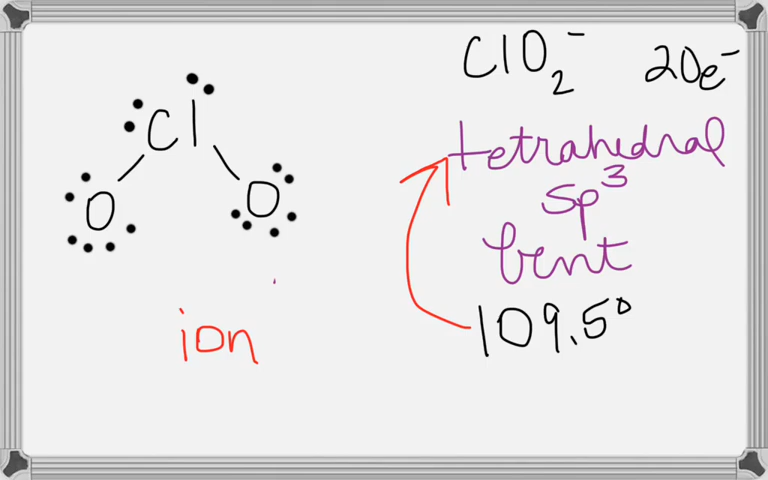 ClO₂⁻ 20e⁻
Cl
O O
tetrahedral
sp³
bent
109.5°
ion